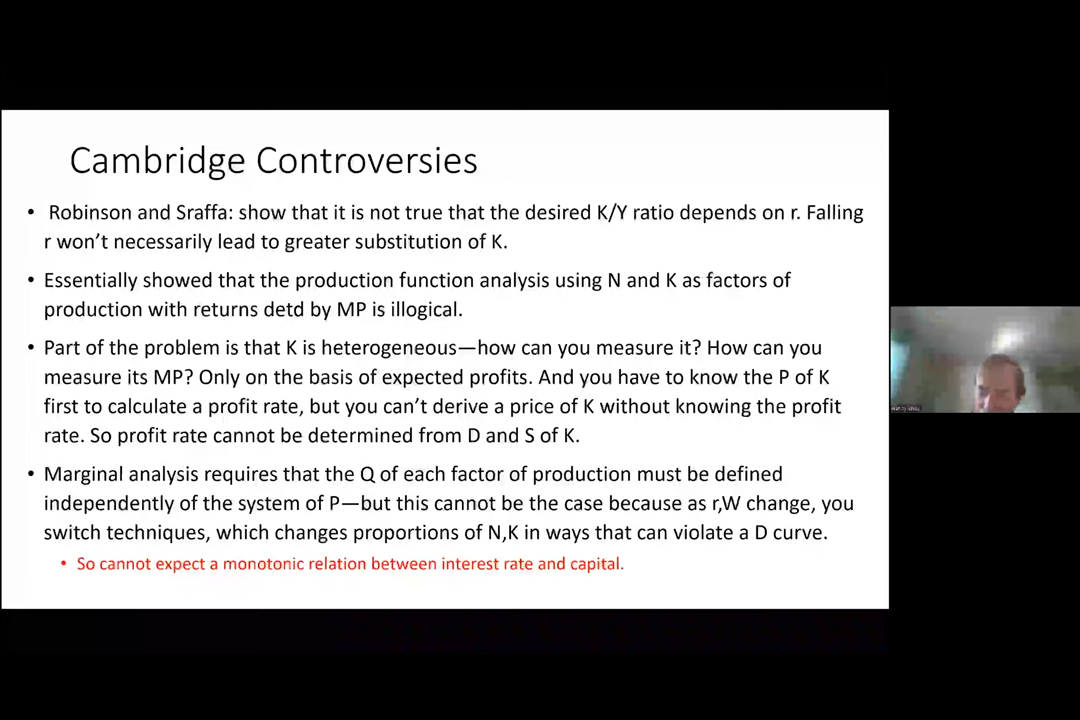 Cambridge Controversies
• Robinson and Sraffa: show that it is not true that the desired K/Y ratio depends on r. Falling
r won't necessarily lead to greater substitution of K.
• Essentially showed that the production function analysis using N and K as factors of
production with returns detd by MP is illogical.
• Part of the problem is that K is heterogeneous—how can you measure it? How can you
measure its MP? Only on the basis of expected profits. And you have to know the P of K
first to calculate a profit rate, but you can't derive a price of K without knowing the profit
rate. So profit rate cannot be determined from D and S of K.
• Marginal analysis requires that the Q of each factor of production must be defined
independently of the system of P—but this cannot be the case because as r,W change, you
switch techniques, which changes proportions of N,K in ways that can violate a D curve.
• So cannot expect a monotonic relation between interest rate and capital.